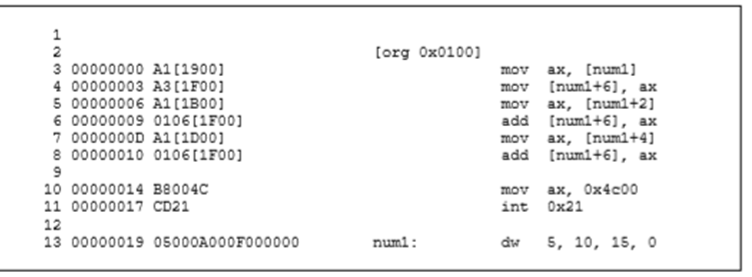 1
2 [org 0x0100]
3 00000000 A1[1900] mov ax, [num1]
4 00000003 A3[1F00] mov [num1+6], ax
5 00000006 A1[1B00] mov ax, [num1+2]
6 00000009 0106[1F00] add [num1+6], ax
7 0000000D A1[1D00] mov ax, [num1+4]
8 00000010 0106[1F00] add [num1+6], ax
9
10 00000014 B8004C mov ax, 0x4c00
11 00000017 CD21 int 0x21
12
13 00000019 05000A000F000000 num1: dw 5, 10, 15, 0